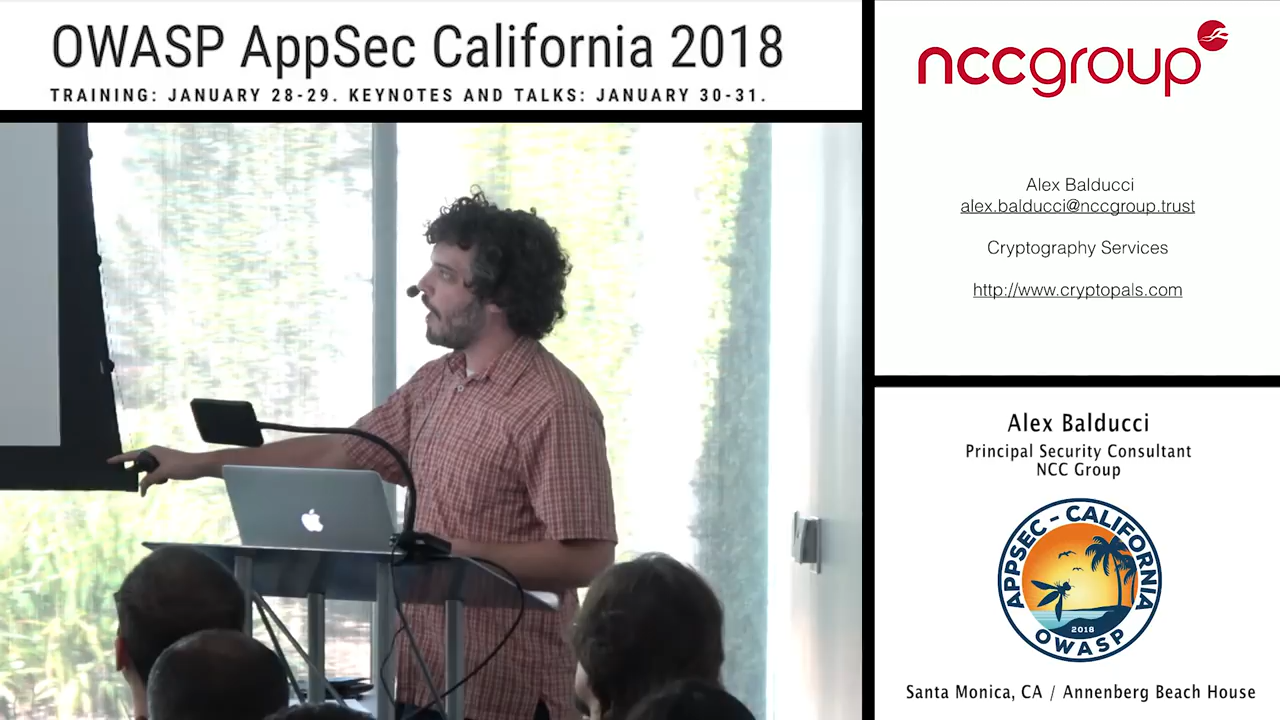 OWASP AppSec California 2018
TRAINING: JANUARY 28-29. KEYNOTES AND TALKS: JANUARY 30-31.
nccgroup
Alex Balducci
alex.balducci@nccgroup.trust
Cryptography Services
http://www.cryptopals.com
Alex Balducci
Principal Security Consultant
NCC Group
APPSEC - CALIFORNIA
2018
OWASP
Santa Monica, CA / Annenberg Beach House